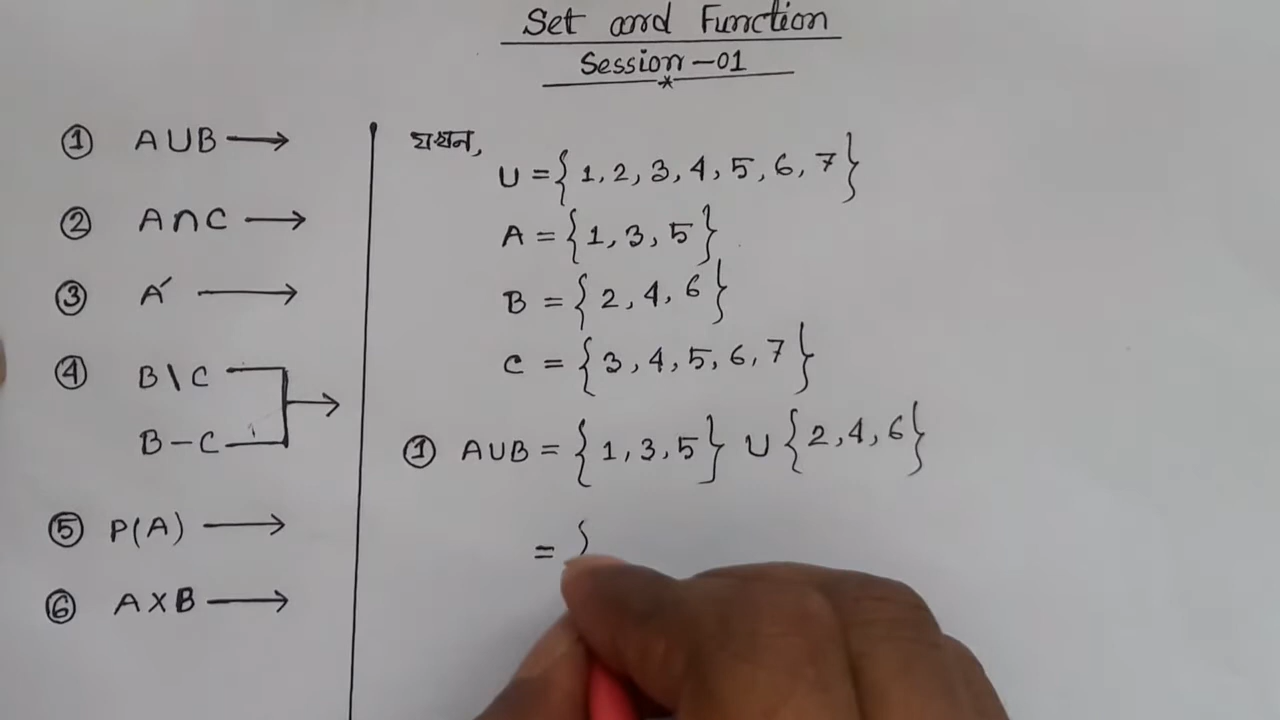 Set and Function
Session-01
① A∪B →
② A∩C →
③ A′ →
④ B\C
B-C →
⑤ P(A) →
⑥ A×B →
যখন,
U = {1, 2, 3, 4, 5, 6, 7}
A = {1, 3, 5}
B = {2, 4, 6}
C = {3, 4, 5, 6, 7}
① A∪B = {1, 3, 5} ∪ {2, 4, 6}
= {